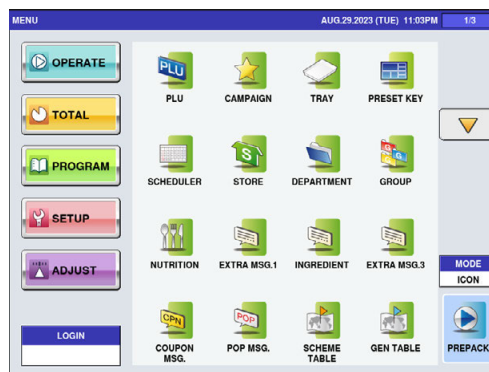 MENU AUG.29.2023 (TUE) 11:03PM 1/3
OPERATE
TOTAL
PROGRAM
SETUP
ADJUST
LOGIN
PLU
PLU CAMPAIGN TRAY PRESET KEY
S
G
G
SCHEDULER STORE DEPARTMENT GROUP
NUTRITION EXTRA MSG.1 INGREDIENT EXTRA MSG.3
CPN POP
COUPON MSG. POP MSG. SCHEME TABLE GEN TABLE
MODE
ICON
PREPACK